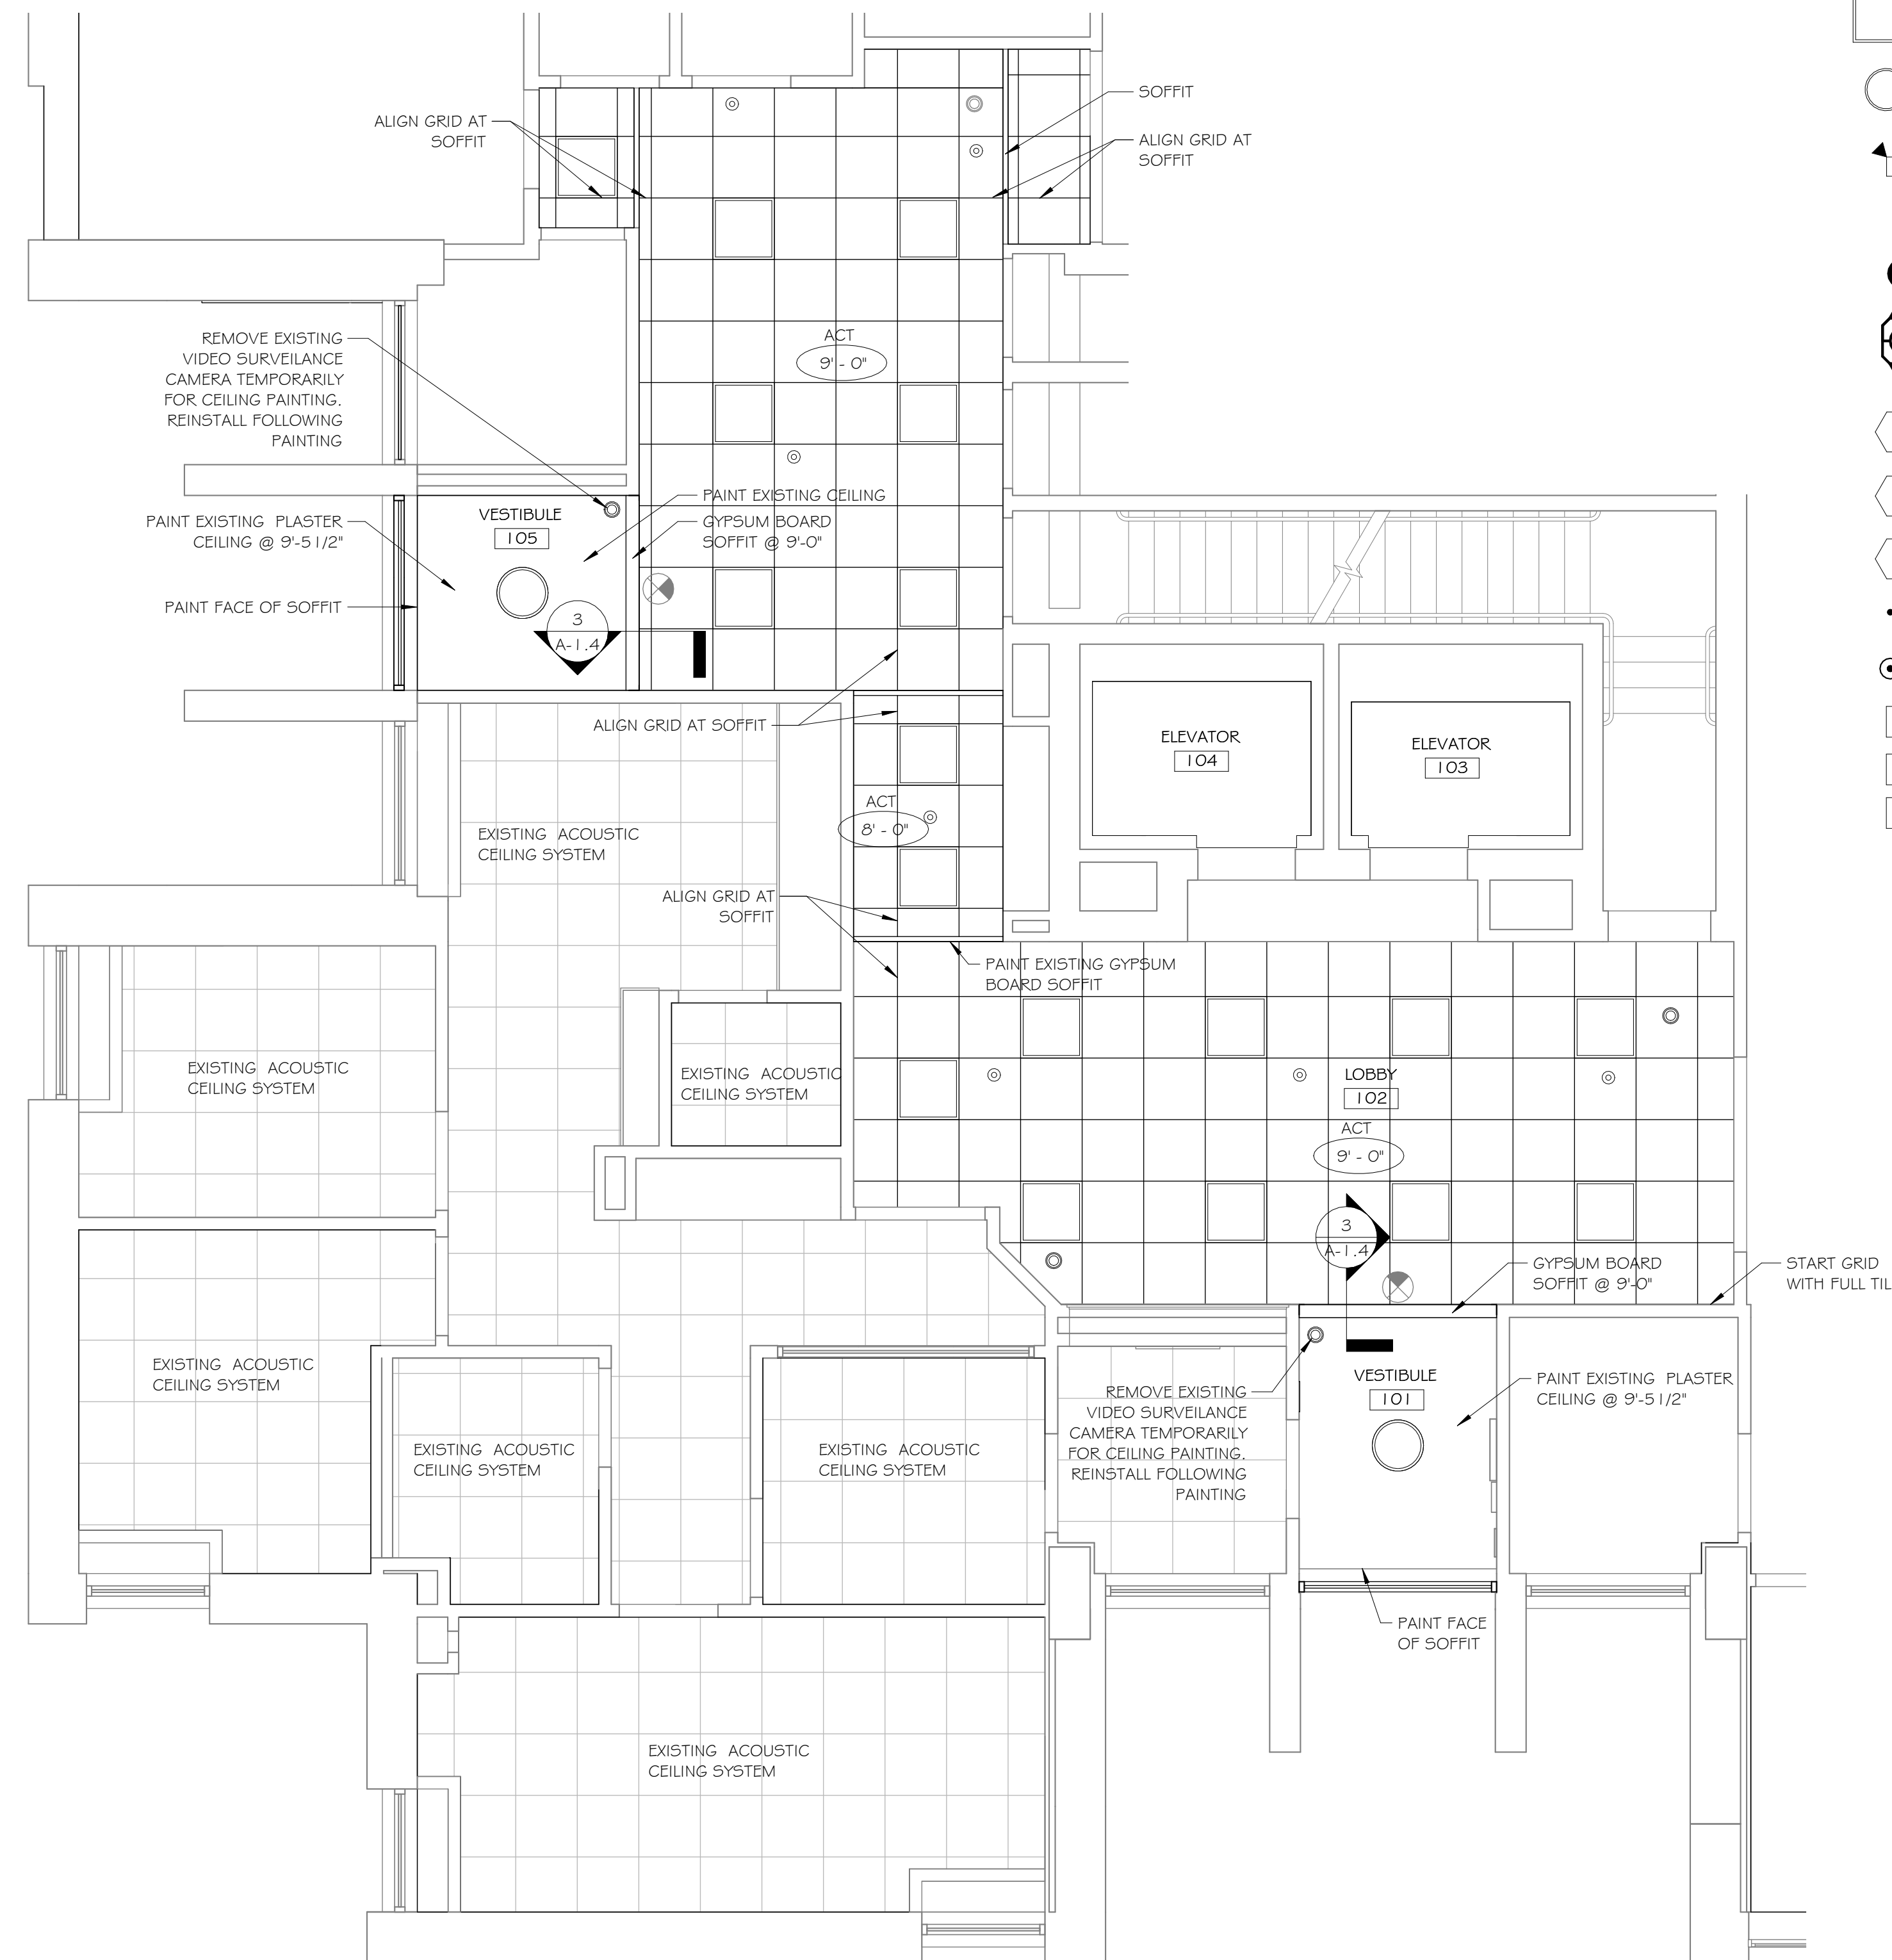 SOFFIT
ALIGN GRID AT
SOFFIT
ALIGN GRID AT
SOFFIT
ACT
9' - 0"
REMOVE EXISTING
VIDEO SURVEILANCE
CAMERA TEMPORARILY
FOR CEILING PAINTING.
REINSTALL FOLLOWING
PAINTING
PAINT EXISTING CEILING
GYPSUM BOARD
SOFFIT @ 9'-0"
VESTIBULE
105
PAINT EXISTING PLASTER
CEILING @ 9'-5 1/2"
PAINT FACE OF SOFFIT
3
A-1.4
ALIGN GRID AT SOFFIT
ELEVATOR
104
ELEVATOR
103
ACT
8' - 0"
EXISTING ACOUSTIC
CEILING SYSTEM
ALIGN GRID AT
SOFFIT
PAINT EXISTING GYPSUM
BOARD SOFFIT
EXISTING ACOUSTIC
CEILING SYSTEM
EXISTING ACOUSTIC
CEILING SYSTEM
LOBBY
102
ACT
9' - 0"
3
A-1.4
GYPSUM BOARD
SOFFIT @ 9'-0"
START GRID
WITH FULL TIL
EXISTING ACOUSTIC
CEILING SYSTEM
EXISTING ACOUSTIC
CEILING SYSTEM
EXISTING ACOUSTIC
CEILING SYSTEM
REMOVE EXISTING
VIDEO SURVEILANCE
CAMERA TEMPORARILY
FOR CEILING PAINTING.
REINSTALL FOLLOWING
PAINTING
VESTIBULE
101
PAINT EXISTING PLASTER
CEILING @ 9'-5 1/2"
PAINT FACE
OF SOFFIT
EXISTING ACOUSTIC
CEILING SYSTEM